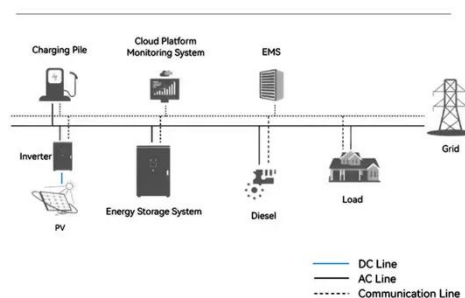 Charging Pile
Cloud Platform
Monitoring System
EMS
Inverter
Grid
PV
Energy Storage System
Diesel
Load
DC Line
AC Line
Communication Line